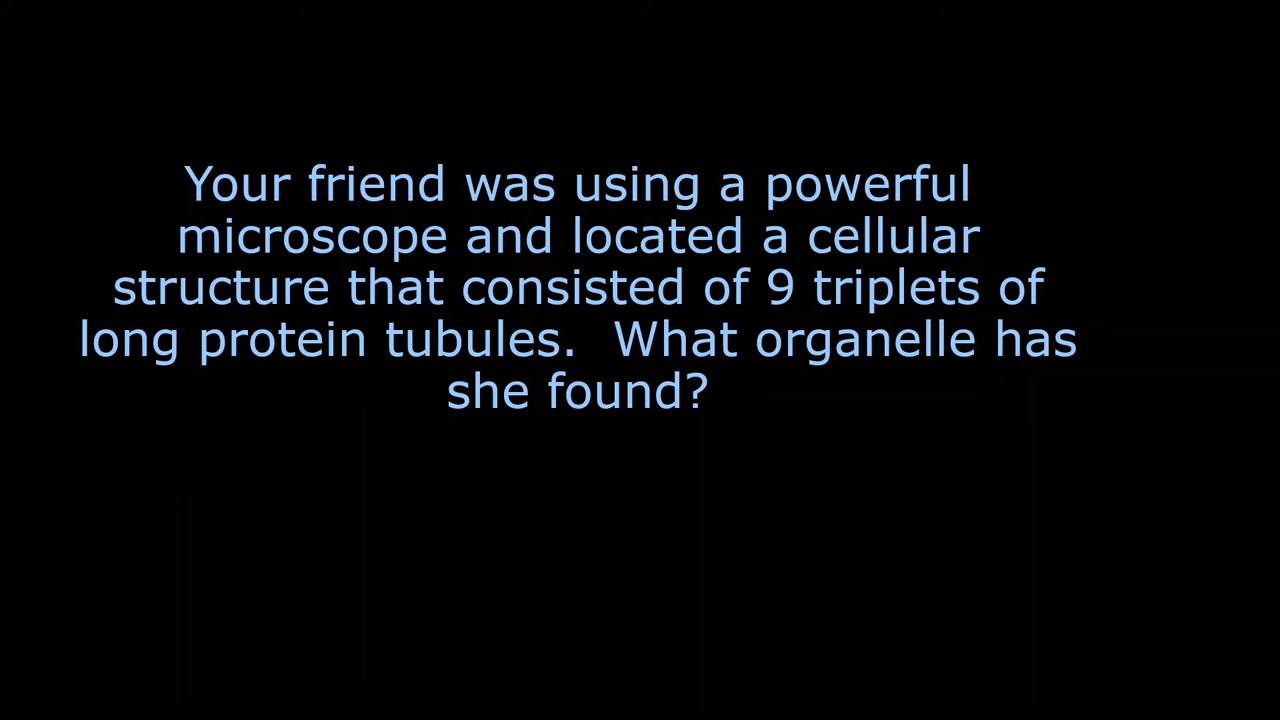 Your friend was using a powerful
microscope and located a cellular
structure that consisted of 9 triplets of
long protein tubules.  What organelle has
she found?